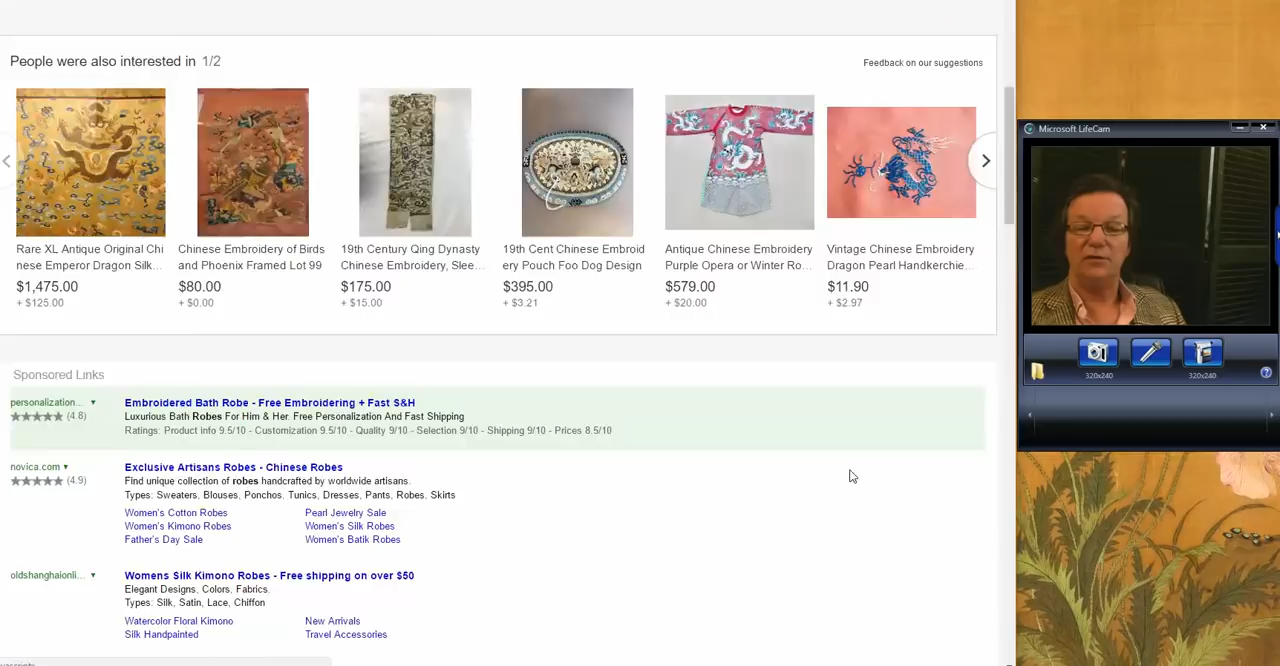 People were also interested in 1/2
Feedback on our suggestions
Rare XL Antique Original Chi
nese Emperor Dragon Silk...
$1,475.00
+ $125.00
Chinese Embroidery of Birds
and Phoenix Framed Lot 99
$80.00
+ $0.00
19th Century Qing Dynasty
Chinese Embroidery, Slee...
$175.00
+ $15.00
19th Cent Chinese Embroid
ery Pouch Foo Dog Design
$395.00
+ $3.21
Antique Chinese Embroidery
Purple Opera or Winter Ro...
$579.00
+ $20.00
Vintage Chinese Embroidery
Dragon Pearl Handkerchie...
$11.90
+ $2.97
Sponsored Links
personalization...
(4.8)
Embroidered Bath Robe - Free Embroidering + Fast S&H
Luxurious Bath Robes For Him & Her. Free Personalization And Fast Shipping
Ratings: Product info 9.5/10 - Customization 9.5/10 - Quality 9/10 - Selection 9/10 - Shipping 9/10 - Prices 8.5/10
novica.com
(4.9)
Exclusive Artisans Robes - Chinese Robes
Find unique collection of robes handcrafted by worldwide artisans.
Types: Sweaters, Blouses, Ponchos, Tunics, Dresses, Pants, Robes, Skirts
Women's Cotton Robes
Pearl Jewelry Sale
Women's Kimono Robes
Women's Silk Robes
Father's Day Sale
Women's Batik Robes
oldshanghaionli...
Womens Silk Kimono Robes - Free shipping on over $50
Elegant Designs, Colors, Fabrics.
Types: Silk, Satin, Lace, Chiffon
Watercolor Floral Kimono
New Arrivals
Silk Handpainted
Travel Accessories
Microsoft LifeCam
320x240
320x240